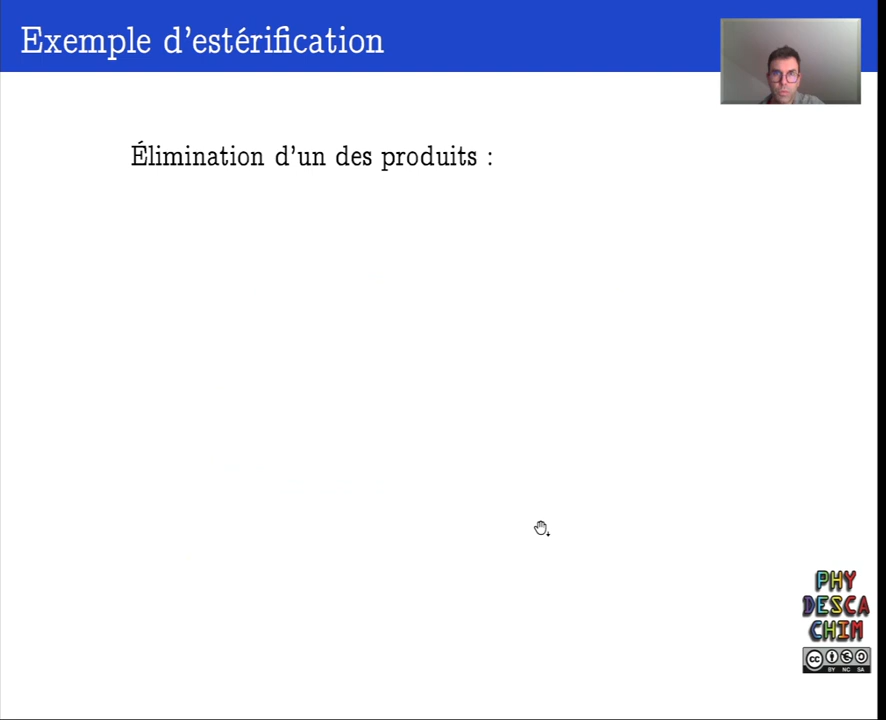 Exemple d'estérification
Élimination d'un des produits :
PHY
DESCA
CHIM
cc
BY NC SA